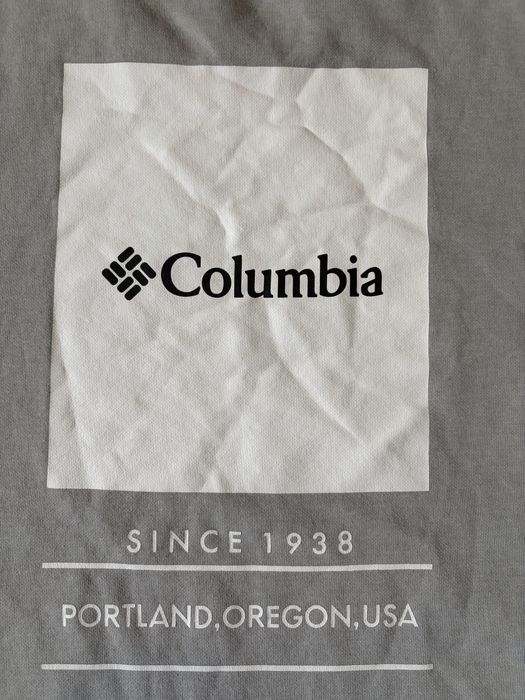 Columbia
SINCE 1938
PORTLAND,OREGON,USA